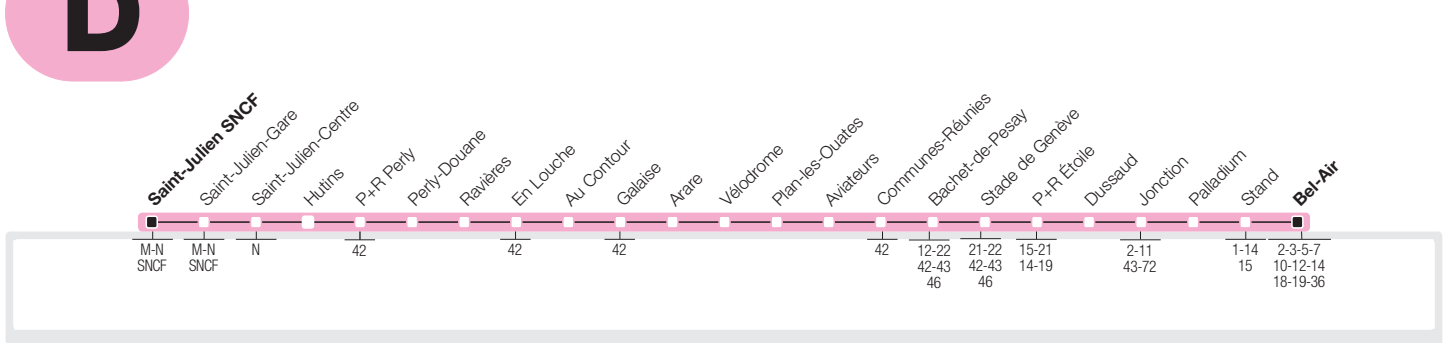 D
Saint-Julien SNCF
Saint-Julien-Gare
Saint-Julien-Centre
Hutins
P+R Perly
Perly-Douane
Ravières
En Louche
Au Contour
Galaise
Arare
Vélodrome
Plan-les-Ouates
Aviateurs
Communes-Réunies
Bachet-de-Pesay
Stade de Genève
P+R Étoile
Dussaud
Jonction
Palladium
Stand
Bel-Air
M-N
SNCF
M-N
SNCF
N
42
42
42
42
12-22
42-43
46
21-22
42-43
46
15-21
14-19
2-11
43-72
1-14
15
2-3-5-7
10-12-14
18-19-36